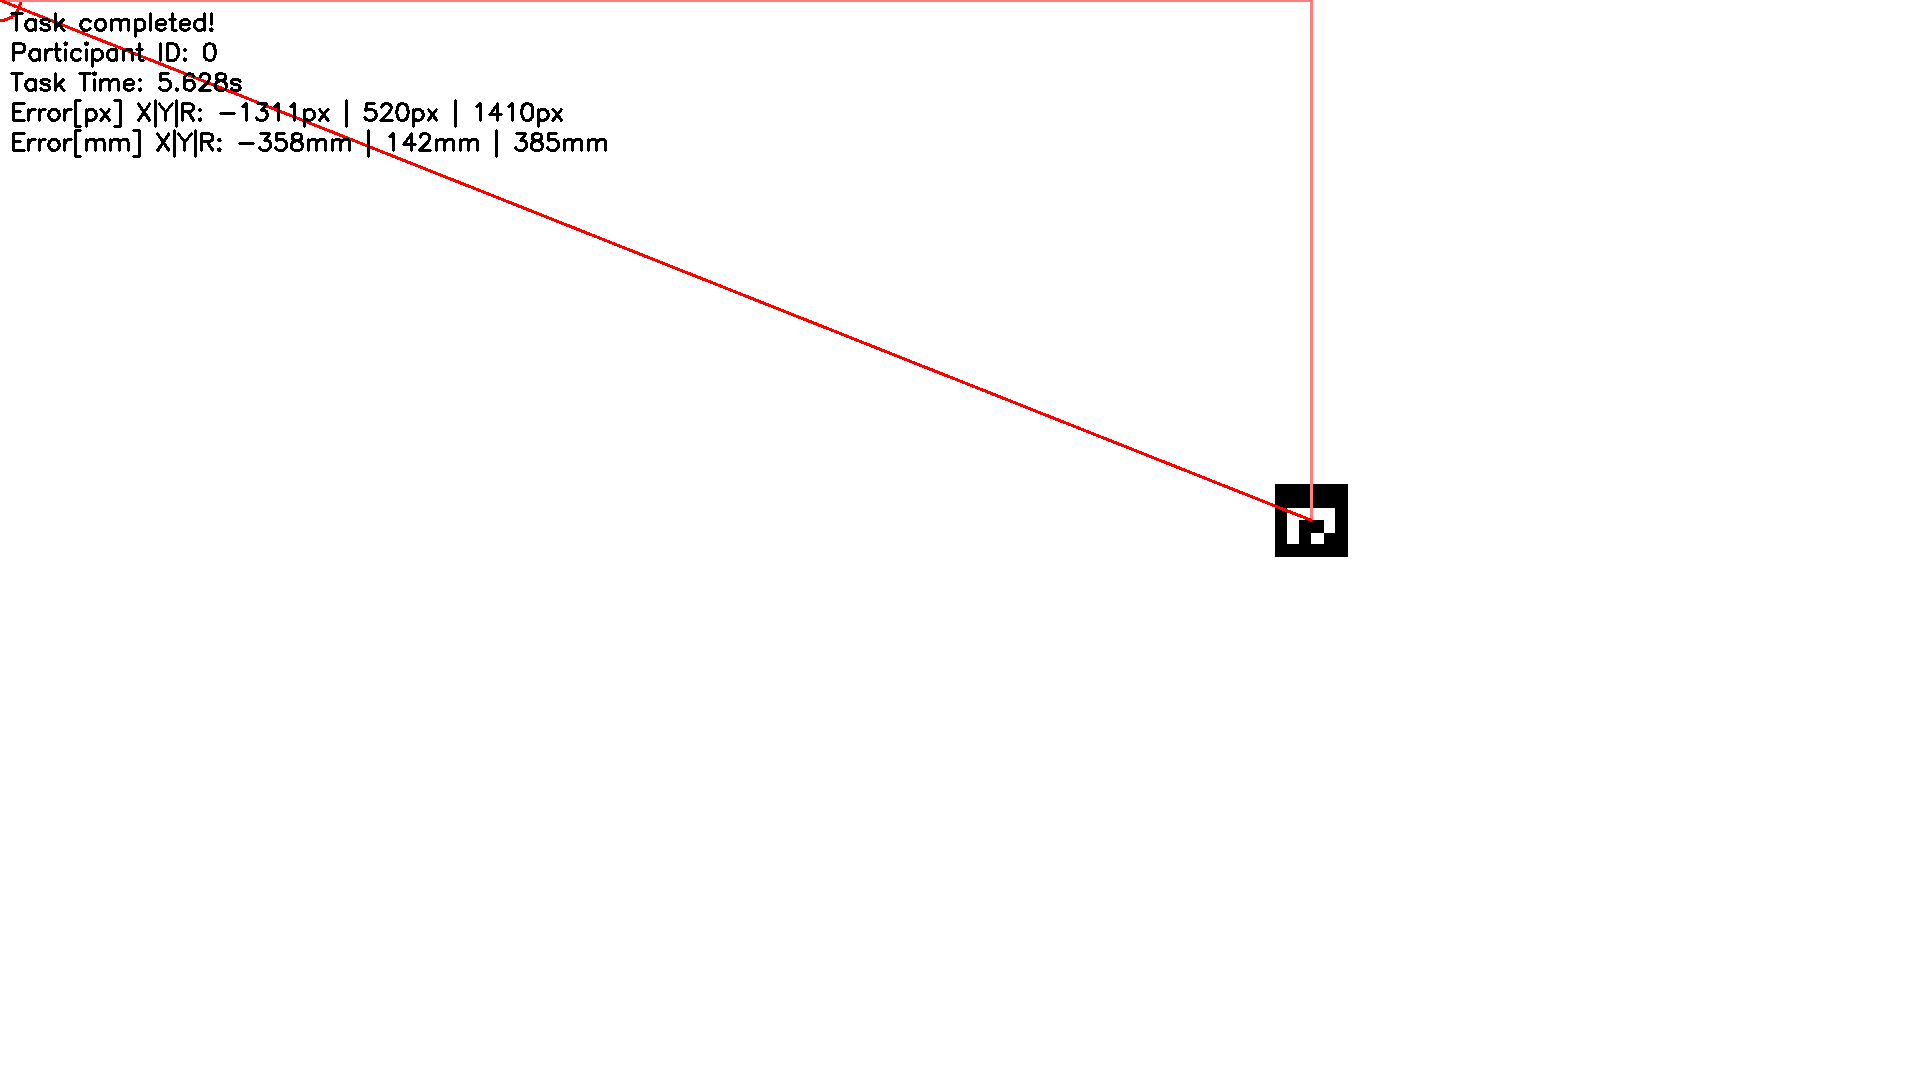 Task completed!
Participant ID: 0
Task Time: 5.628s
Error[px] X|Y|R: -1311px | 520px | 1410px
Error[mm] X|Y|R: -358mm | 142mm | 385mm